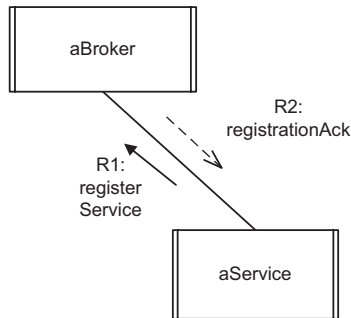 aBroker
R2:
registrationAck
R1:
register
Service
aService